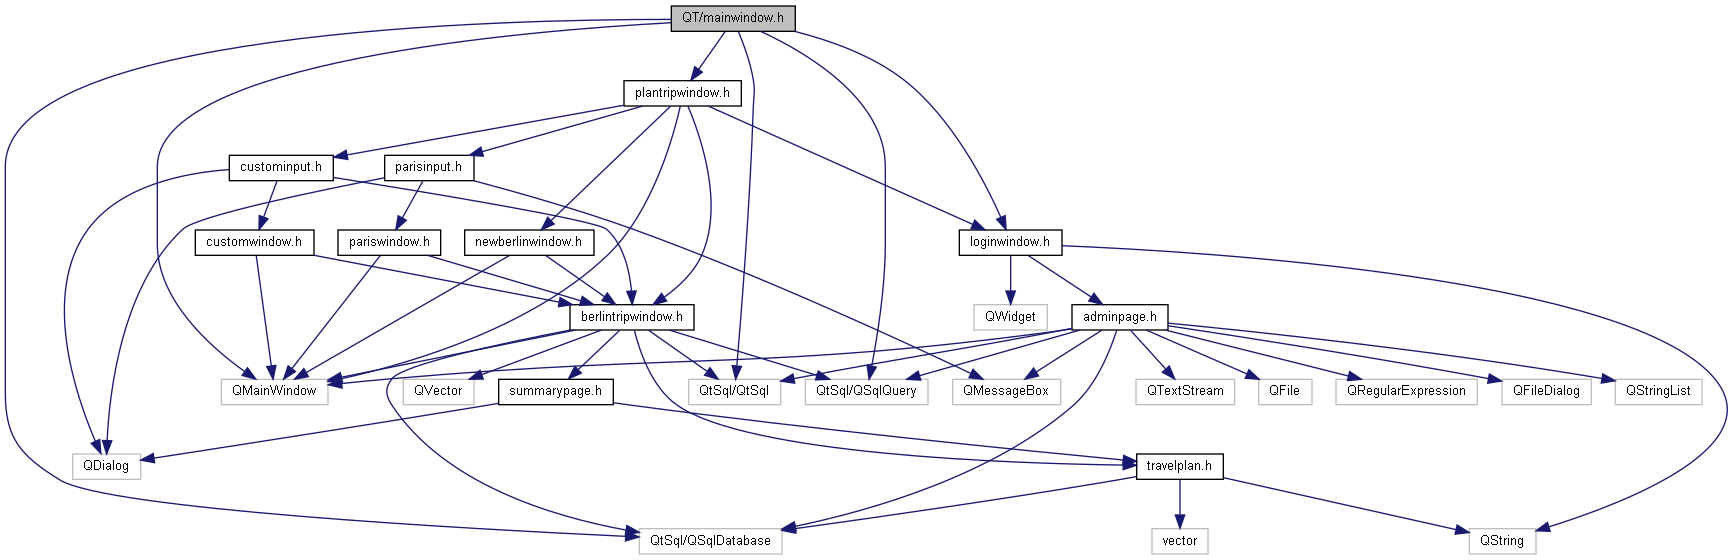 QT/mainwindow.h
plantripwindow.h
custominput.h
parisinput.h
customwindow.h
pariswindow.h
newberlinwindow.h
loginwindow.h
berlintripwindow.h
QWidget
adminpage.h
QMainWindow
QVector
summarypage.h
QtSql/QtSql
QtSql/QSqlQuery
QMessageBox
QTextStream
QFile
QRegularExpression
QFileDialog
QStringList
QDialog
travelplan.h
QtSql/QSqlDatabase
vector
QString